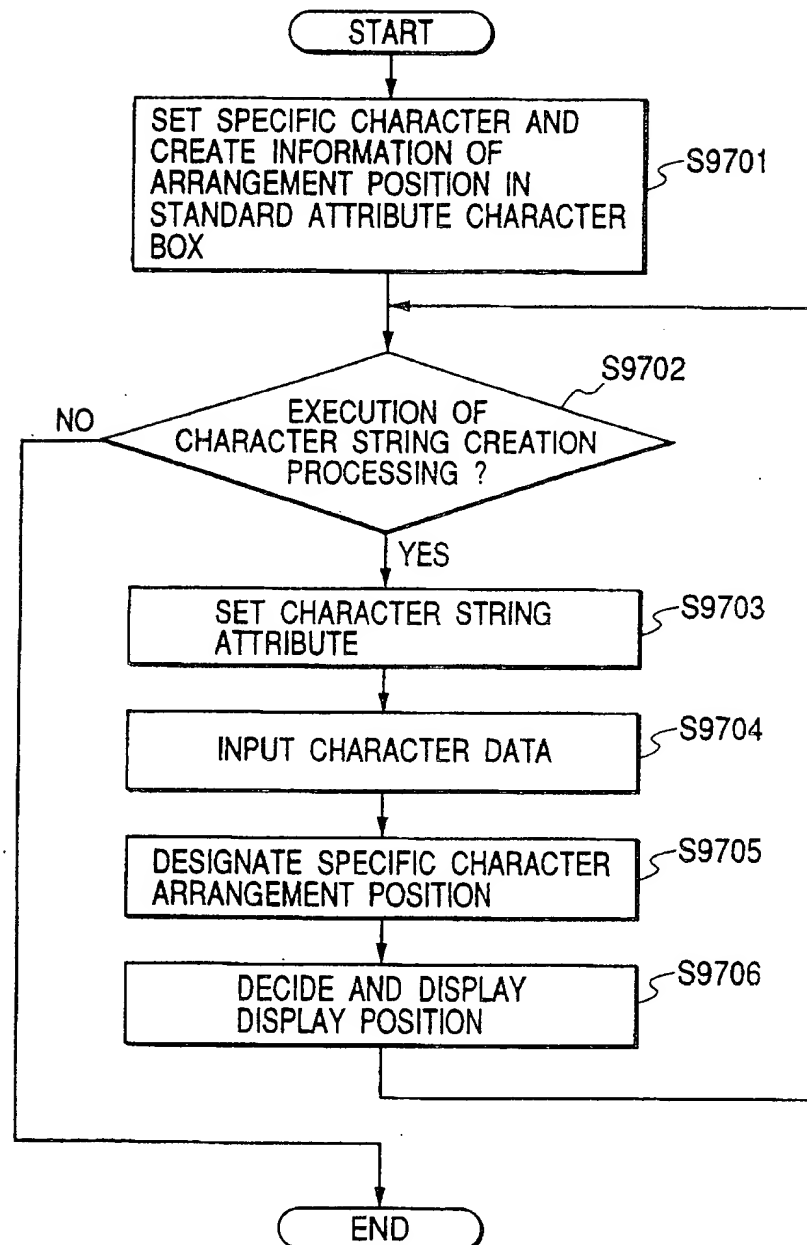 START
SET SPECIFIC CHARACTER AND
CREATE INFORMATION OF
ARRANGEMENT POSITION IN
STANDARD ATTRIBUTE CHARACTER
BOX
S9701
S9702
NO
EXECUTION OF
CHARACTER STRING CREATION
PROCESSING ?
YES
SET CHARACTER STRING
ATTRIBUTE
S9703
INPUT CHARACTER DATA
S9704
DESIGNATE SPECIFIC CHARACTER
ARRANGEMENT POSITION
S9705
DECIDE AND DISPLAY
DISPLAY POSITION
S9706
END